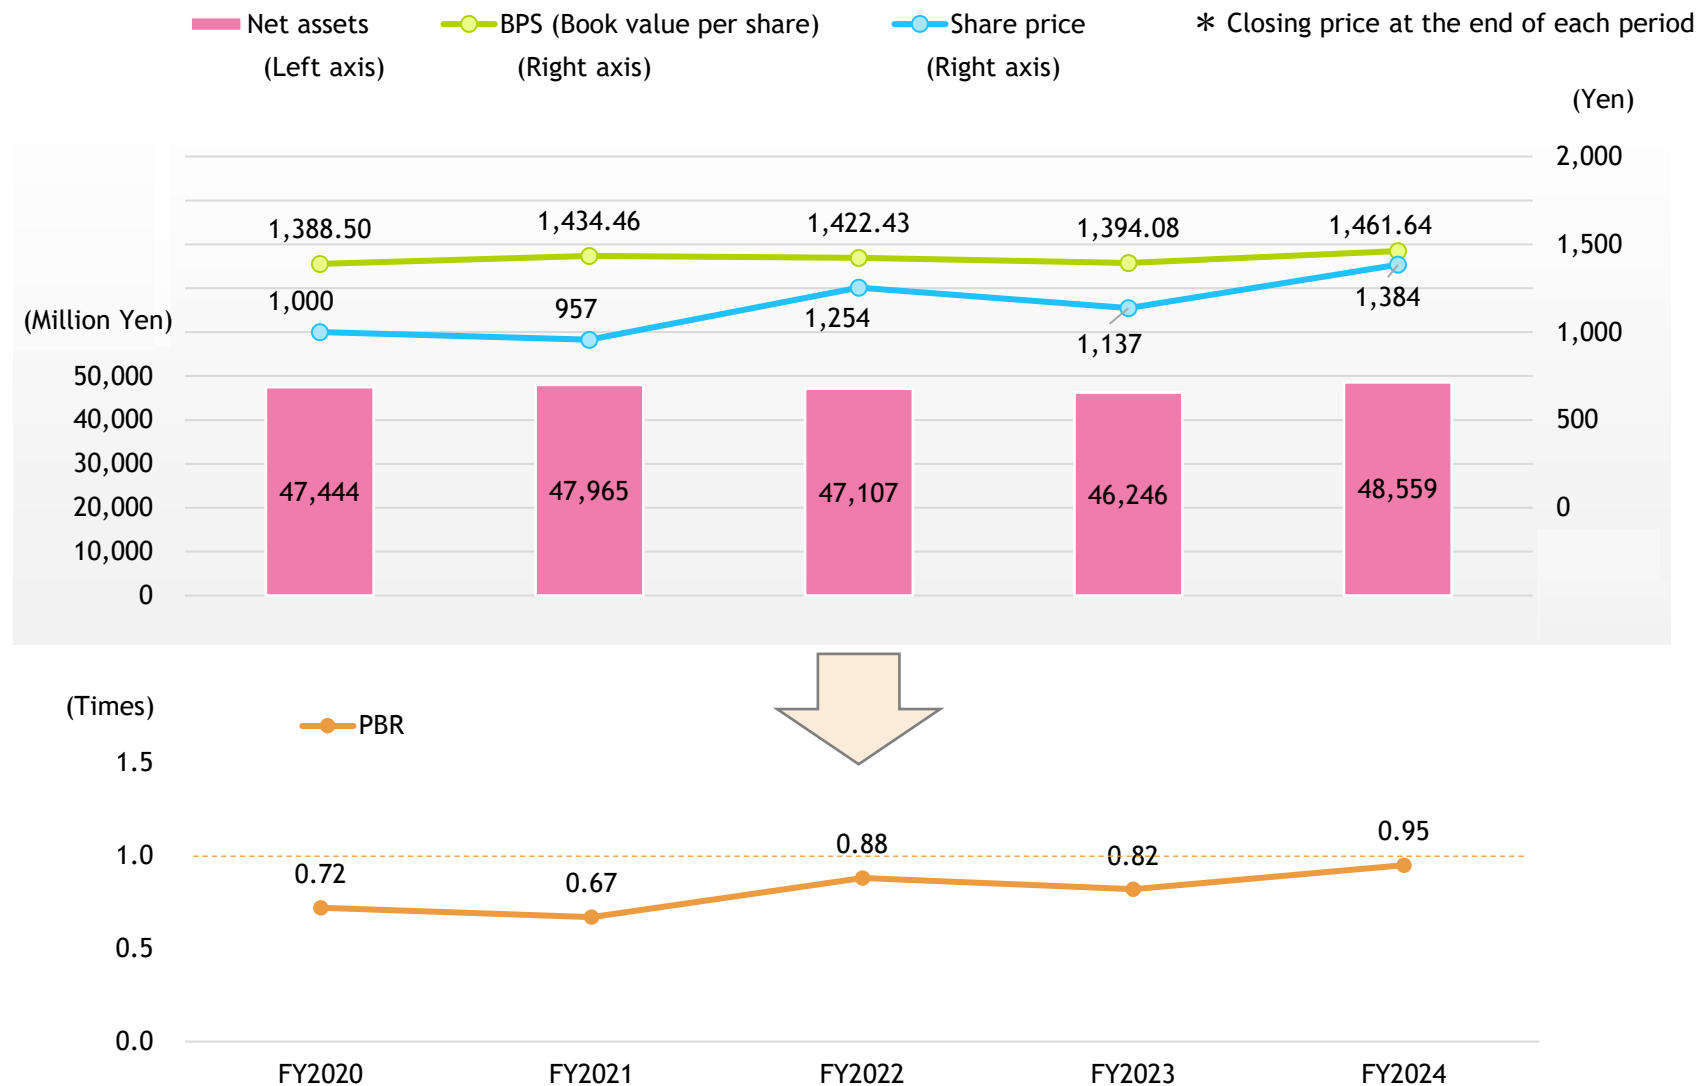 Net assets BPS (Book value per share) Share price ＊ Closing price at the end of each period
(Left axis) (Right axis) (Right axis)
(Yen)
2,000
1,388.50 1,434.46 1,422.43 1,394.08 1,461.64
1,500
1,000 957 1,254 1,137 1,384
(Million Yen) 1,000
50,000
40,000 500
30,000
47,444 47,965 47,107 46,246 48,559
20,000 0
10,000
0
(Times)
PBR
1.5
1.0
0.72 0.67 0.88 0.82 0.95
0.5
0.0
FY2020 FY2021 FY2022 FY2023 FY2024